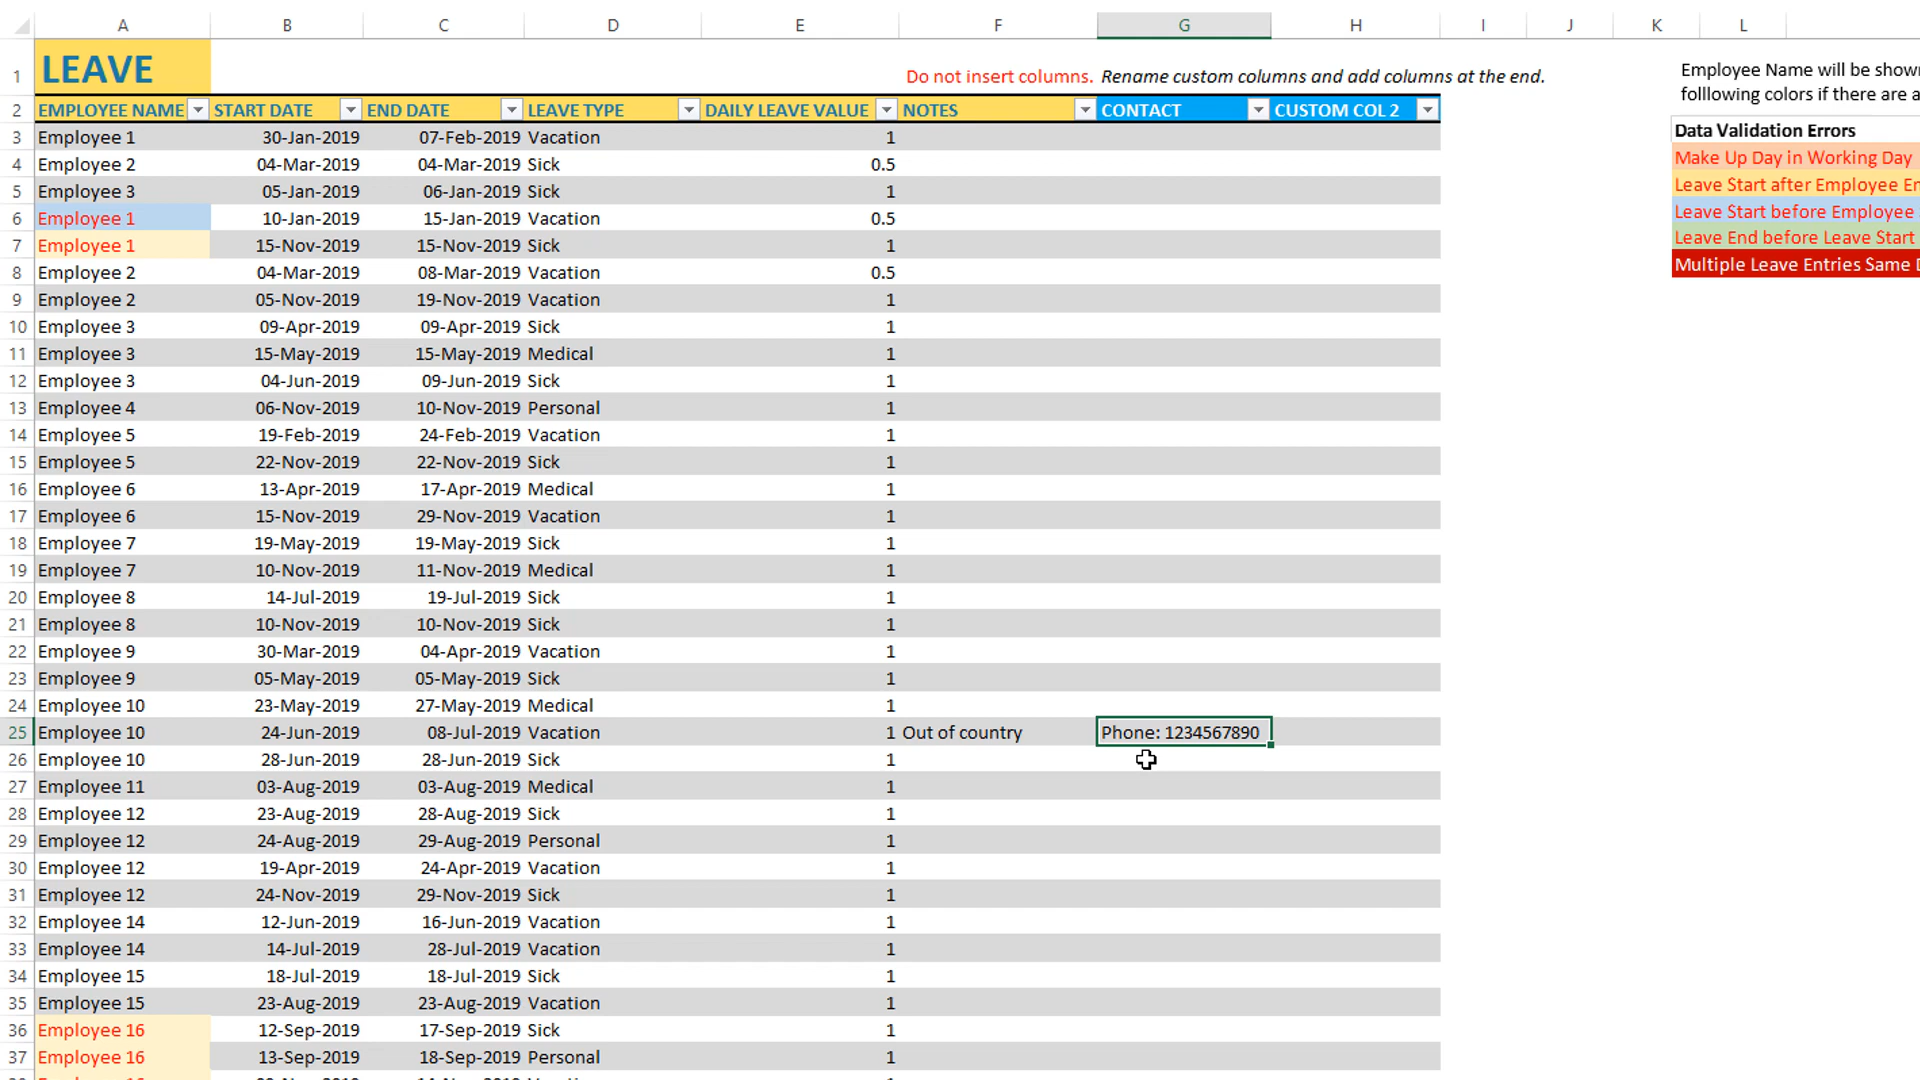 A B C D E F G H I J K L
1 LEAVE Do not insert columns. Rename custom columns and add columns at the end.
Employee Name will be shown
folllowing colors if there are a
2 EMPLOYEE NAME START DATE END DATE LEAVE TYPE DAILY LEAVE VALUE NOTES CONTACT CUSTOM COL 2
Data Validation Errors
3 Employee 1 30-Jan-2019 07-Feb-2019 Vacation 1
Make Up Day in Working Day
4 Employee 2 04-Mar-2019 04-Mar-2019 Sick 0.5
Leave Start after Employee En
5 Employee 3 05-Jan-2019 06-Jan-2019 Sick 1
Leave Start before Employee
6 Employee 1 10-Jan-2019 15-Jan-2019 Vacation 0.5
Leave End before Leave Start
7 Employee 1 15-Nov-2019 15-Nov-2019 Sick 1
Multiple Leave Entries Same D
8 Employee 2 04-Mar-2019 08-Mar-2019 Vacation 0.5
9 Employee 2 05-Nov-2019 19-Nov-2019 Vacation 1
10 Employee 3 09-Apr-2019 09-Apr-2019 Sick 1
11 Employee 3 15-May-2019 15-May-2019 Medical 1
12 Employee 3 04-Jun-2019 09-Jun-2019 Sick 1
13 Employee 4 06-Nov-2019 10-Nov-2019 Personal 1
14 Employee 5 19-Feb-2019 24-Feb-2019 Vacation 1
15 Employee 5 22-Nov-2019 22-Nov-2019 Sick 1
16 Employee 6 13-Apr-2019 17-Apr-2019 Medical 1
17 Employee 6 15-Nov-2019 29-Nov-2019 Vacation 1
18 Employee 7 19-May-2019 19-May-2019 Sick 1
19 Employee 7 10-Nov-2019 11-Nov-2019 Medical 1
20 Employee 8 14-Jul-2019 19-Jul-2019 Sick 1
21 Employee 8 10-Nov-2019 10-Nov-2019 Sick 1
22 Employee 9 30-Mar-2019 04-Apr-2019 Vacation 1
23 Employee 9 05-May-2019 05-May-2019 Sick 1
24 Employee 10 23-May-2019 27-May-2019 Medical 1
25 Employee 10 24-Jun-2019 08-Jul-2019 Vacation 1 Out of country Phone: 1234567890
26 Employee 10 28-Jun-2019 28-Jun-2019 Sick 1
27 Employee 11 03-Aug-2019 03-Aug-2019 Medical 1
28 Employee 12 23-Aug-2019 28-Aug-2019 Sick 1
29 Employee 12 24-Aug-2019 29-Aug-2019 Personal 1
30 Employee 12 19-Apr-2019 24-Apr-2019 Vacation 1
31 Employee 12 24-Nov-2019 29-Nov-2019 Sick 1
32 Employee 14 12-Jun-2019 16-Jun-2019 Vacation 1
33 Employee 14 14-Jul-2019 28-Jul-2019 Vacation 1
34 Employee 15 18-Jul-2019 18-Jul-2019 Sick 1
35 Employee 15 23-Aug-2019 23-Aug-2019 Vacation 1
36 Employee 16 12-Sep-2019 17-Sep-2019 Sick 1
37 Employee 16 13-Sep-2019 18-Sep-2019 Personal 1